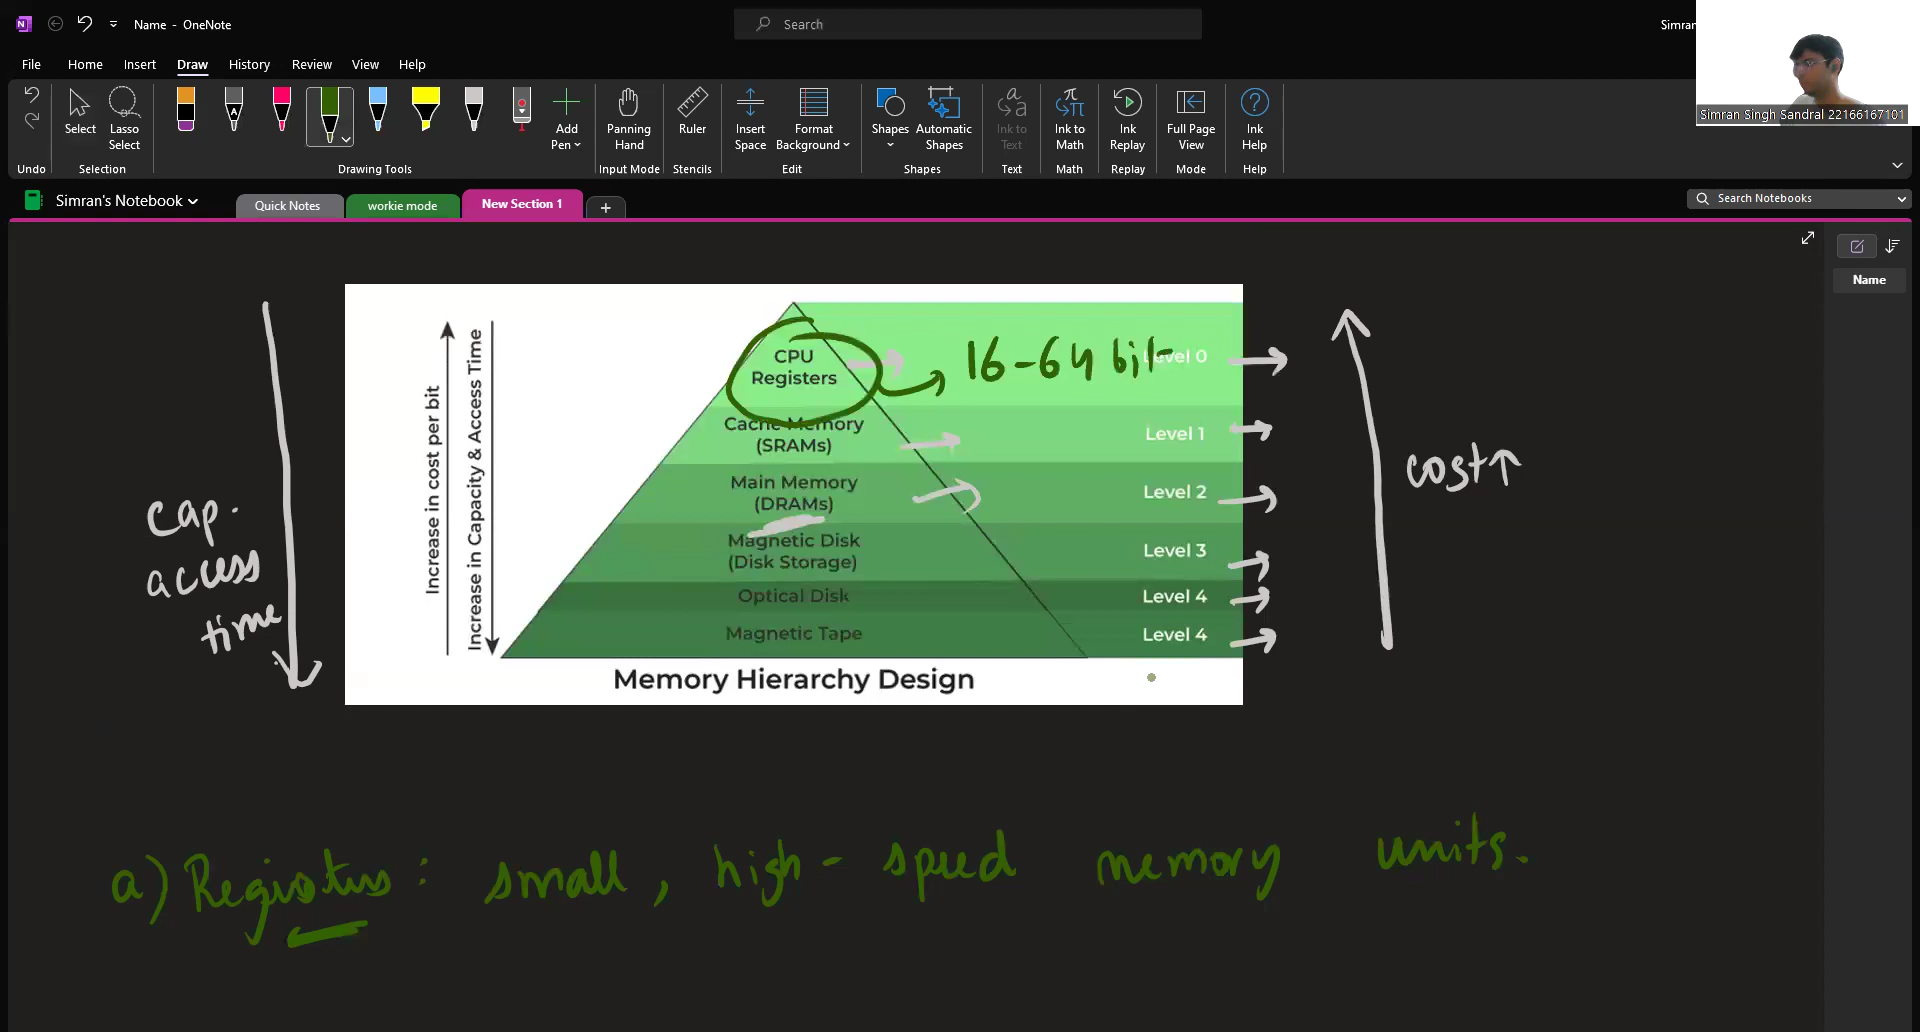 Name - OneNote
Search
Simran
File Home Insert Draw History Review View Help
Select
Lasso Select
Add Pen
Panning Hand
Ruler
Insert Space
Format Background
Shapes
Automatic Shapes
Ink to Text
Ink to Math
Ink Replay
Full Page View
Ink Help
Simran Singh Sandral 22166167101
Undo Selection Drawing Tools Input Mode Stencils Edit Shapes Text Math Replay Mode Help
Simran's Notebook
Quick Notes
workie mode
New Section 1
Search Notebooks
Name
Increase in cost per bit
Increase in Capacity & Access Time
CPU Registers
16-64 bit
Level 0
Cache Memory (SRAMs)
Level 1
Main Memory (DRAMs)
Level 2
Magnetic Disk (Disk Storage)
Level 3
Optical Disk
Level 4
Magnetic Tape
Level 4
Memory Hierarchy Design
cap.
access
time
cost↑
a) Registers: small, high-speed memory units.